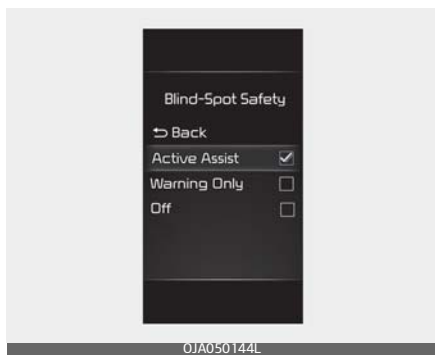 Blind-Spot Safety
⮌ Back
Active Assist
Warning Only
Off
OJA050144L